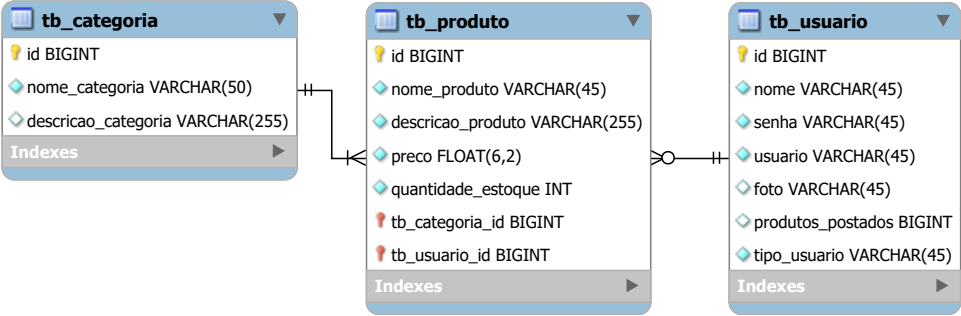 tb_categoria
id BIGINT
nome_categoria VARCHAR(50)
descricao_categoria VARCHAR(255)
Indexes
tb_produto
id BIGINT
nome_produto VARCHAR(45)
descricao_produto VARCHAR(255)
preco FLOAT(6,2)
quantidade_estoque INT
tb_categoria_id BIGINT
tb_usuario_id BIGINT
Indexes
tb_usuario
id BIGINT
nome VARCHAR(45)
senha VARCHAR(45)
usuario VARCHAR(45)
foto VARCHAR(45)
produtos_postados BIGINT
tipo_usuario VARCHAR(45)
Indexes